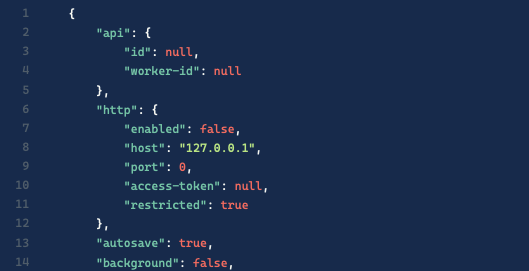 1 {
2     "api": {
3         "id": null,
4         "worker-id": null
5     },
6     "http": {
7         "enabled": false,
8         "host": "127.0.0.1",
9         "port": 0,
10         "access-token": null,
11         "restricted": true
12     },
13     "autosave": true,
14     "background": false,